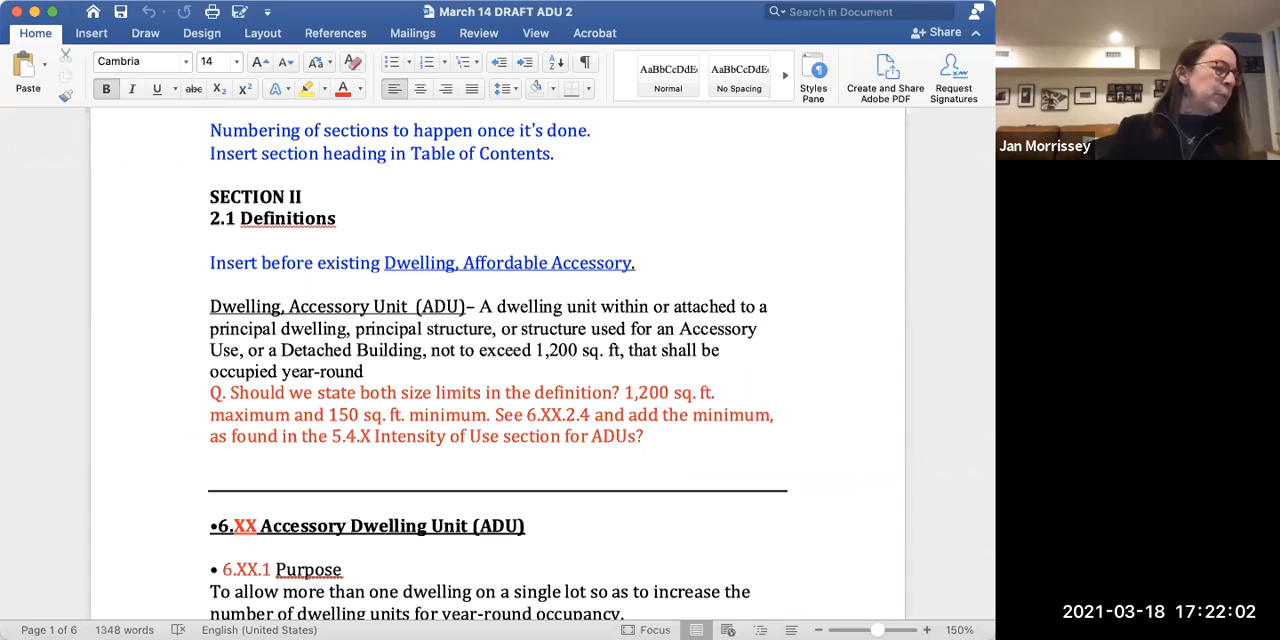 March 14 DRAFT ADU 2
Search in Document
Home Insert Draw Design Layout References Mailings Review View Acrobat
Share
Paste
Cambria 14
AaBbCcDdE
Normal
AaBbCcDdE
No Spacing
Styles Pane
Create and Share Adobe PDF
Request Signatures
Numbering of sections to happen once it's done.
Insert section heading in Table of Contents.
SECTION II
2.1 Definitions
Insert before existing Dwelling, Affordable Accessory.
Dwelling, Accessory Unit (ADU)– A dwelling unit within or attached to a
principal dwelling, principal structure, or structure used for an Accessory
Use, or a Detached Building, not to exceed 1,200 sq. ft, that shall be
occupied year-round
Q. Should we state both size limits in the definition? 1,200 sq. ft.
maximum and 150 sq. ft. minimum. See 6.XX.2.4 and add the minimum,
as found in the 5.4.X Intensity of Use section for ADUs?
•6.XX Accessory Dwelling Unit (ADU)
• 6.XX.1 Purpose
To allow more than one dwelling on a single lot so as to increase the
number of dwelling units for year-round occupancy.
Page 1 of 6 1348 words English (United States) Focus 150%
Jan Morrissey
2021-03-18 17:22:02